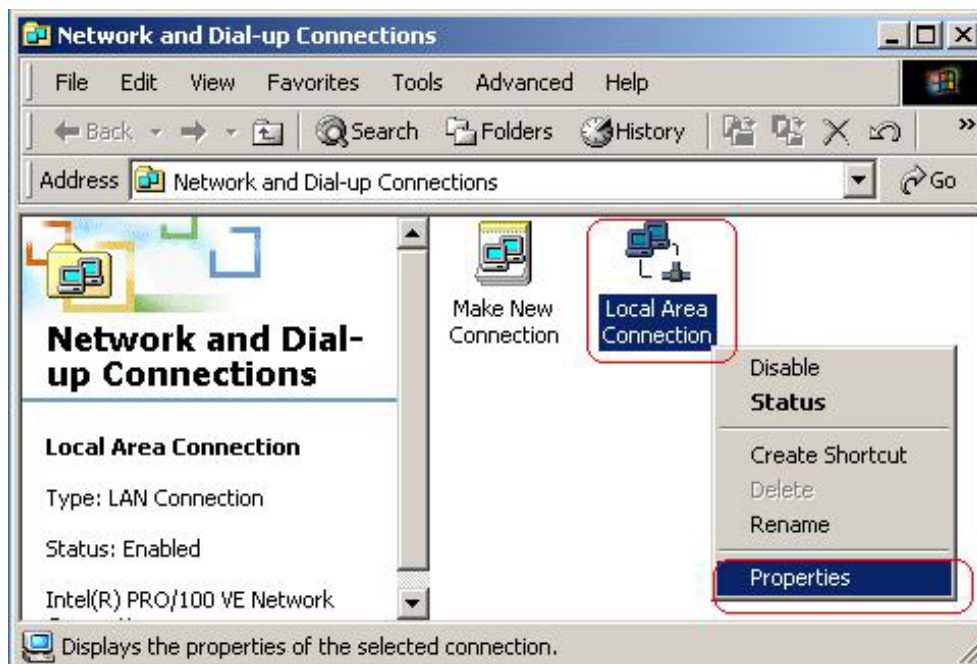 Network and Dial-up Connections
File Edit View Favorites Tools Advanced Help
Back Search Folders History »
Address Network and Dial-up Connections Go
Make New
Connection
Local Area
Connection
Network and Dial-
up Connections
Local Area Connection
Type: LAN Connection
Status: Enabled
Intel(R) PRO/100 VE Network
Disable
Status
Create Shortcut
Delete
Rename
Properties
Displays the properties of the selected connection.